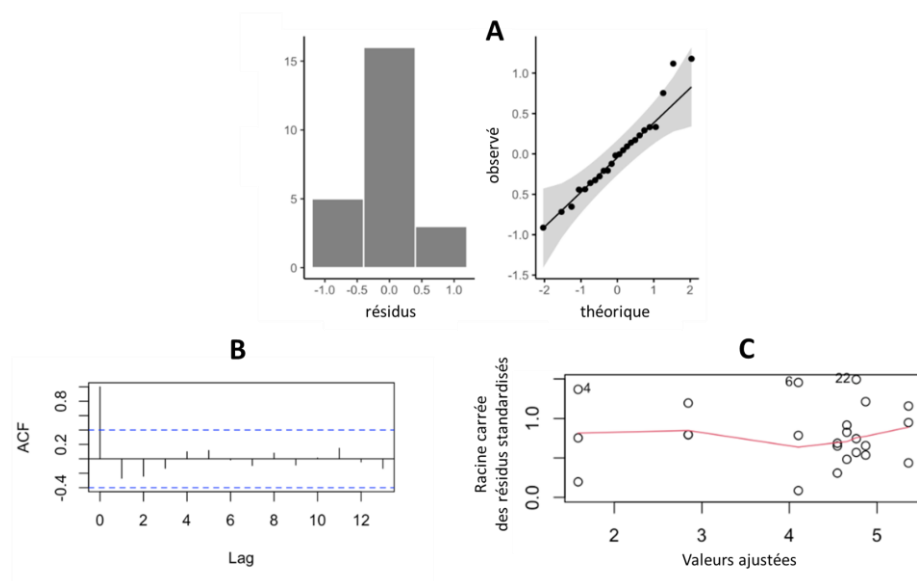 A
15
10
5
0
-1.0 -0.5 0.0 0.5 1.0
résidus
observé
1.0
0.5
0.0
0.5
-1.0
-1.5
-2 -1 0 1 2
théorique
B
ACF
0.8
0.2
-0.4
0 2 4 6 8 10 12
Lag
C
Racine carrée
des résidus standardisés
1.0
0.0
4
6
22
2 3 4 5
Valeurs ajustées